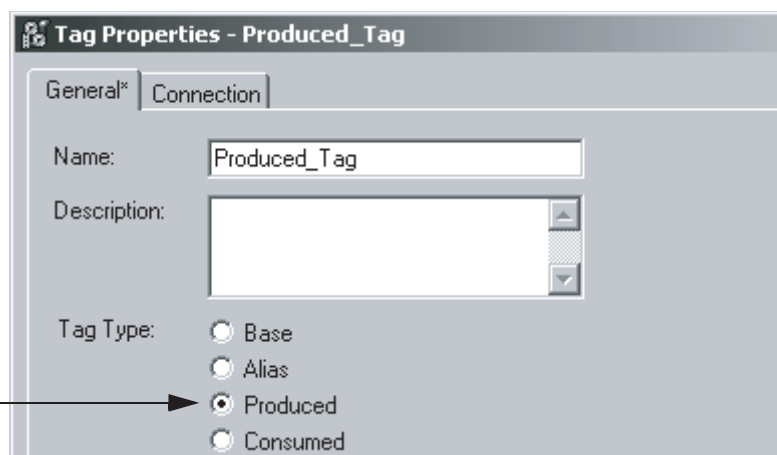 Tag Properties - Produced_Tag
General* Connection
Name: Produced_Tag
Description:
Tag Type: Base
Alias
Produced
Consumed